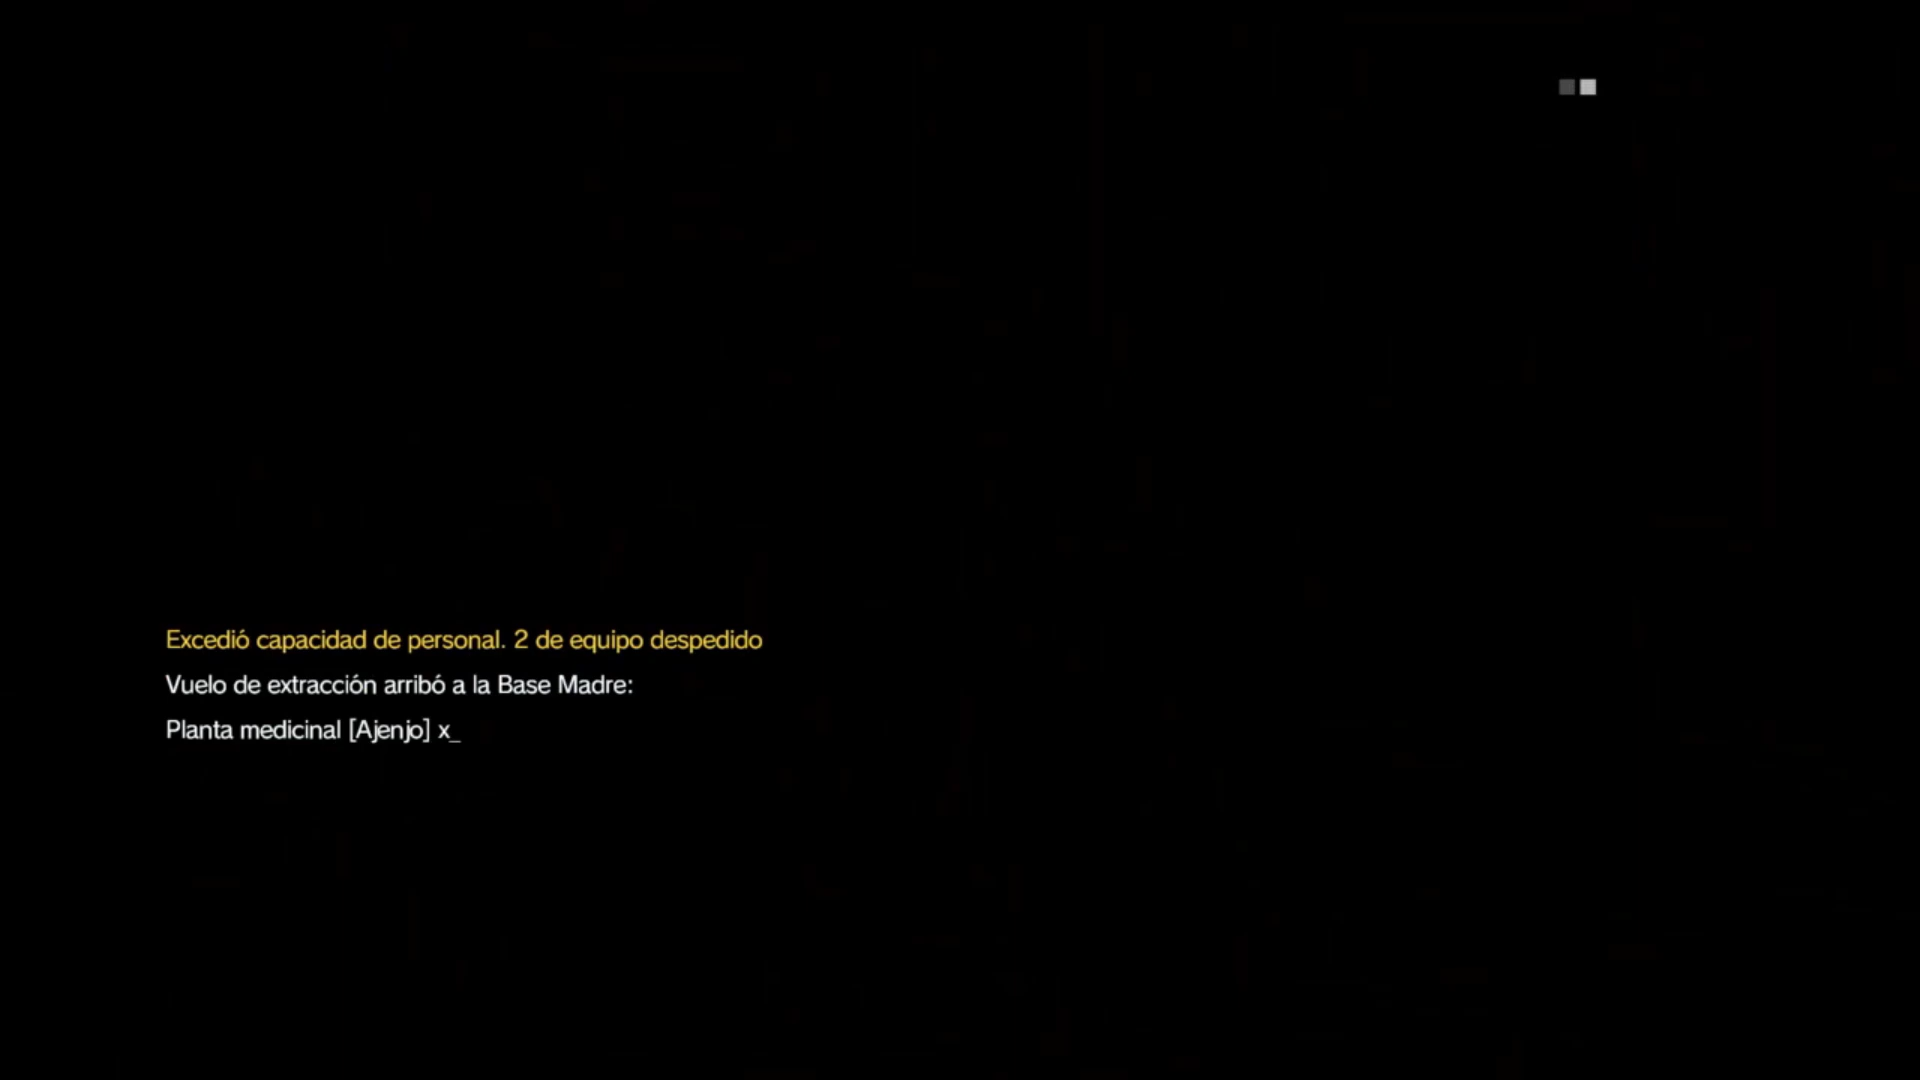 Excedió capacidad de personal. 2 de equipo despedido
Vuelo de extracción arribó a la Base Madre:
Planta medicinal [Ajenjo] x_